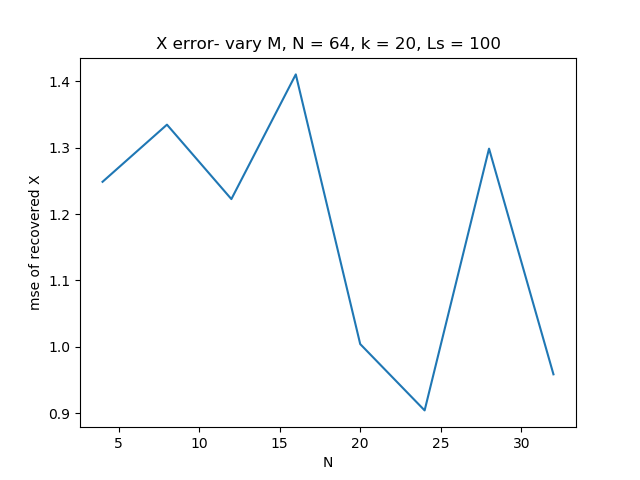 X error- vary M, N = 64, k = 20, Ls = 100
1.4
1.3
1.2
1.1
1.0
0.9
mse of recovered X
5 10 15 20 25 30
N